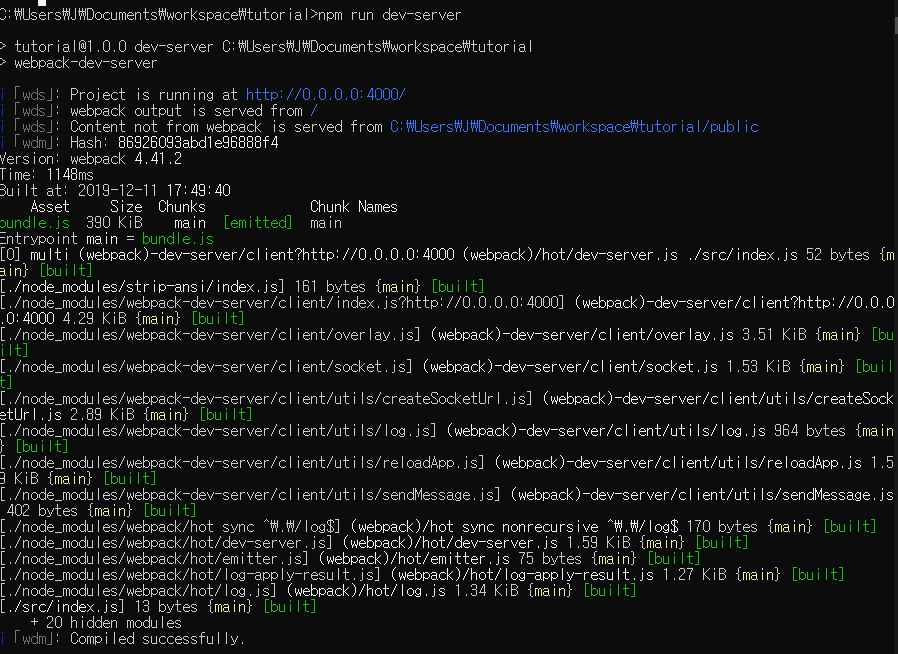 C:₩Users₩J₩Documents₩workspace₩tutorial>npm run dev-server
> tutorial@1.0.0 dev-server C:₩Users₩J₩Documents₩workspace₩tutorial
> webpack-dev-server
i ｢wds｣: Project is running at http://0.0.0.0:4000/
i ｢wds｣: webpack output is served from /
i ｢wds｣: Content not from webpack is served from C:₩Users₩J₩Documents₩workspace₩tutorial/public
i ｢wdm｣: Hash: 86926093abd1e96888f4
Version: webpack 4.41.2
Time: 1148ms
Built at: 2019-12-11 17:49:40
Asset Size Chunks Chunk Names
bundle.js 390 KiB main [emitted] main
Entrypoint main = bundle.js
[0] multi (webpack)-dev-server/client?http://0.0.0.0:4000 (webpack)/hot/dev-server.js ./src/index.js 52 bytes {m
ain} [built]
[./node_modules/strip-ansi/index.js] 161 bytes {main} [built]
[./node_modules/webpack-dev-server/client/index.js?http://0.0.0.0:4000] (webpack)-dev-server/client?http://0.0.0
.0:4000 4.29 KiB {main} [built]
[./node_modules/webpack-dev-server/client/overlay.js] (webpack)-dev-server/client/overlay.js 3.51 KiB {main} [bu
ilt]
[./node_modules/webpack-dev-server/client/socket.js] (webpack)-dev-server/client/socket.js 1.53 KiB {main} [buil
t]
[./node_modules/webpack-dev-server/client/utils/createSocketUrl.js] (webpack)-dev-server/client/utils/createSock
etUrl.js 2.89 KiB {main} [built]
[./node_modules/webpack-dev-server/client/utils/log.js] (webpack)-dev-server/client/utils/log.js 964 bytes {main
} [built]
[./node_modules/webpack-dev-server/client/utils/reloadApp.js] (webpack)-dev-server/client/utils/reloadApp.js 1.5
9 KiB {main} [built]
[./node_modules/webpack-dev-server/client/utils/sendMessage.js] (webpack)-dev-server/client/utils/sendMessage.js
402 bytes {main} [built]
[./node_modules/webpack/hot sync ^₩.₩/log$] (webpack)/hot sync nonrecursive ^₩.₩/log$ 170 bytes {main} [built]
[./node_modules/webpack/hot/dev-server.js] (webpack)/hot/dev-server.js 1.59 KiB {main} [built]
[./node_modules/webpack/hot/emitter.js] (webpack)/hot/emitter.js 75 bytes {main} [built]
[./node_modules/webpack/hot/log-apply-result.js] (webpack)/hot/log-apply-result.js 1.27 KiB {main} [built]
[./node_modules/webpack/hot/log.js] (webpack)/hot/log.js 1.34 KiB {main} [built]
[./src/index.js] 13 bytes {main} [built]
+ 20 hidden modules
i ｢wdm｣: Compiled successfully.